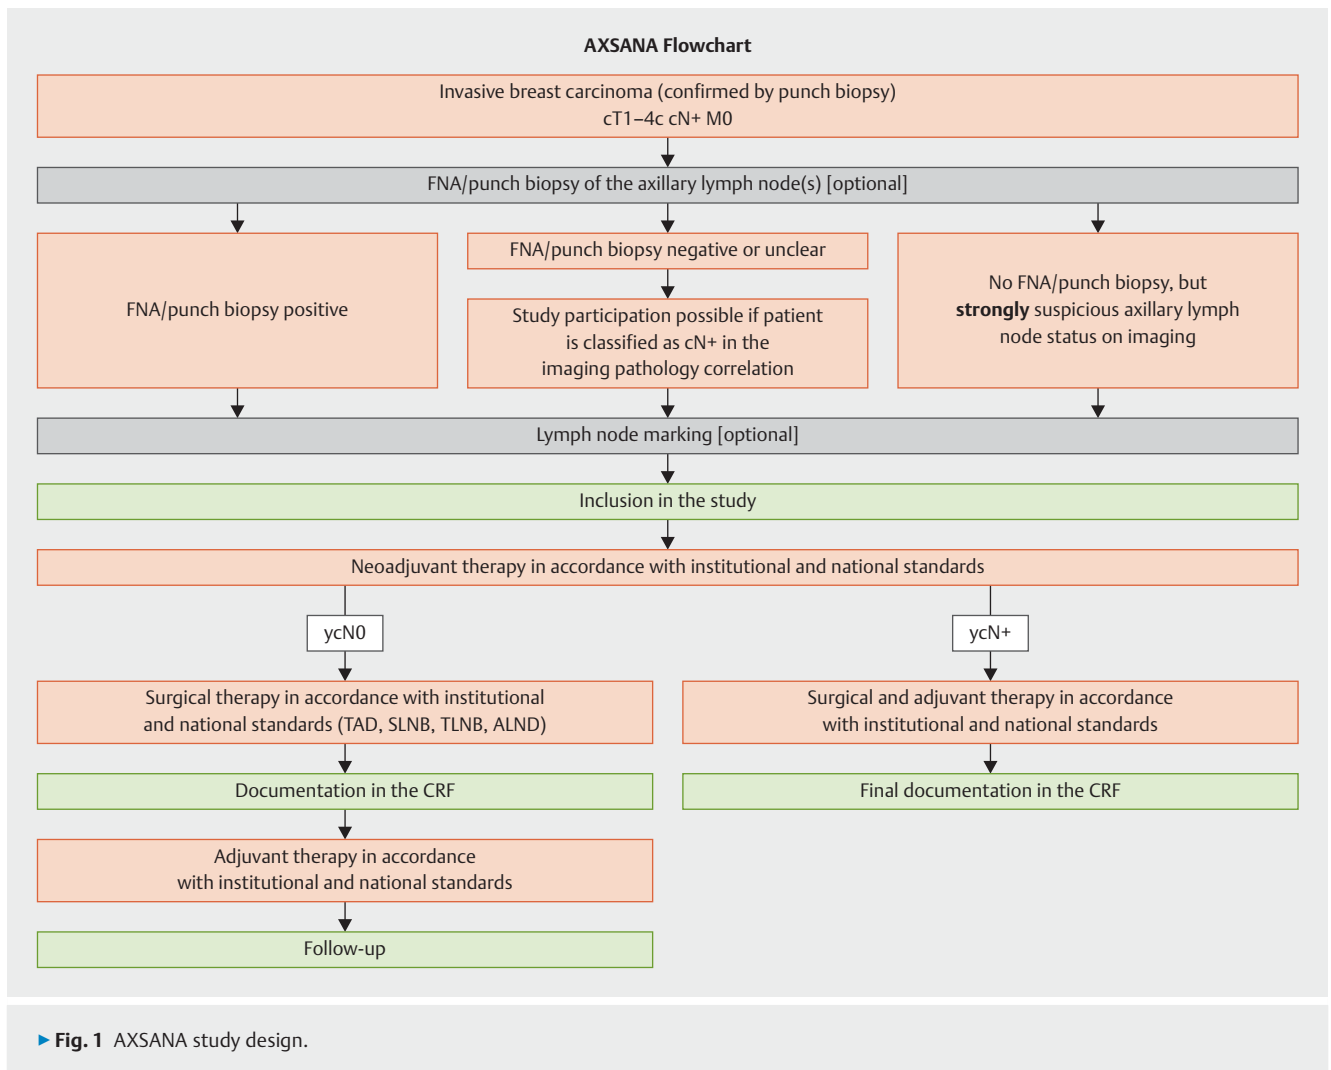 AXSANA Flowchart
Invasive breast carcinoma (confirmed by punch biopsy)
cT1–4c cN+ M0
FNA/punch biopsy of the axillary lymph node(s) [optional]
FNA/punch biopsy positive
FNA/punch biopsy negative or unclear
Study participation possible if patient
is classified as cN+ in the
imaging pathology correlation
No FNA/punch biopsy, but
strongly suspicious axillary lymph
node status on imaging
Lymph node marking [optional]
Inclusion in the study
Neoadjuvant therapy in accordance with institutional and national standards
ycN0
ycN+
Surgical therapy in accordance with institutional
and national standards (TAD, SLNB, TLNB, ALND)
Surgical and adjuvant therapy in accordance
with institutional and national standards
Documentation in the CRF
Final documentation in the CRF
Adjuvant therapy in accordance
with institutional and national standards
Follow-up
▶ Fig. 1 AXSANA study design.